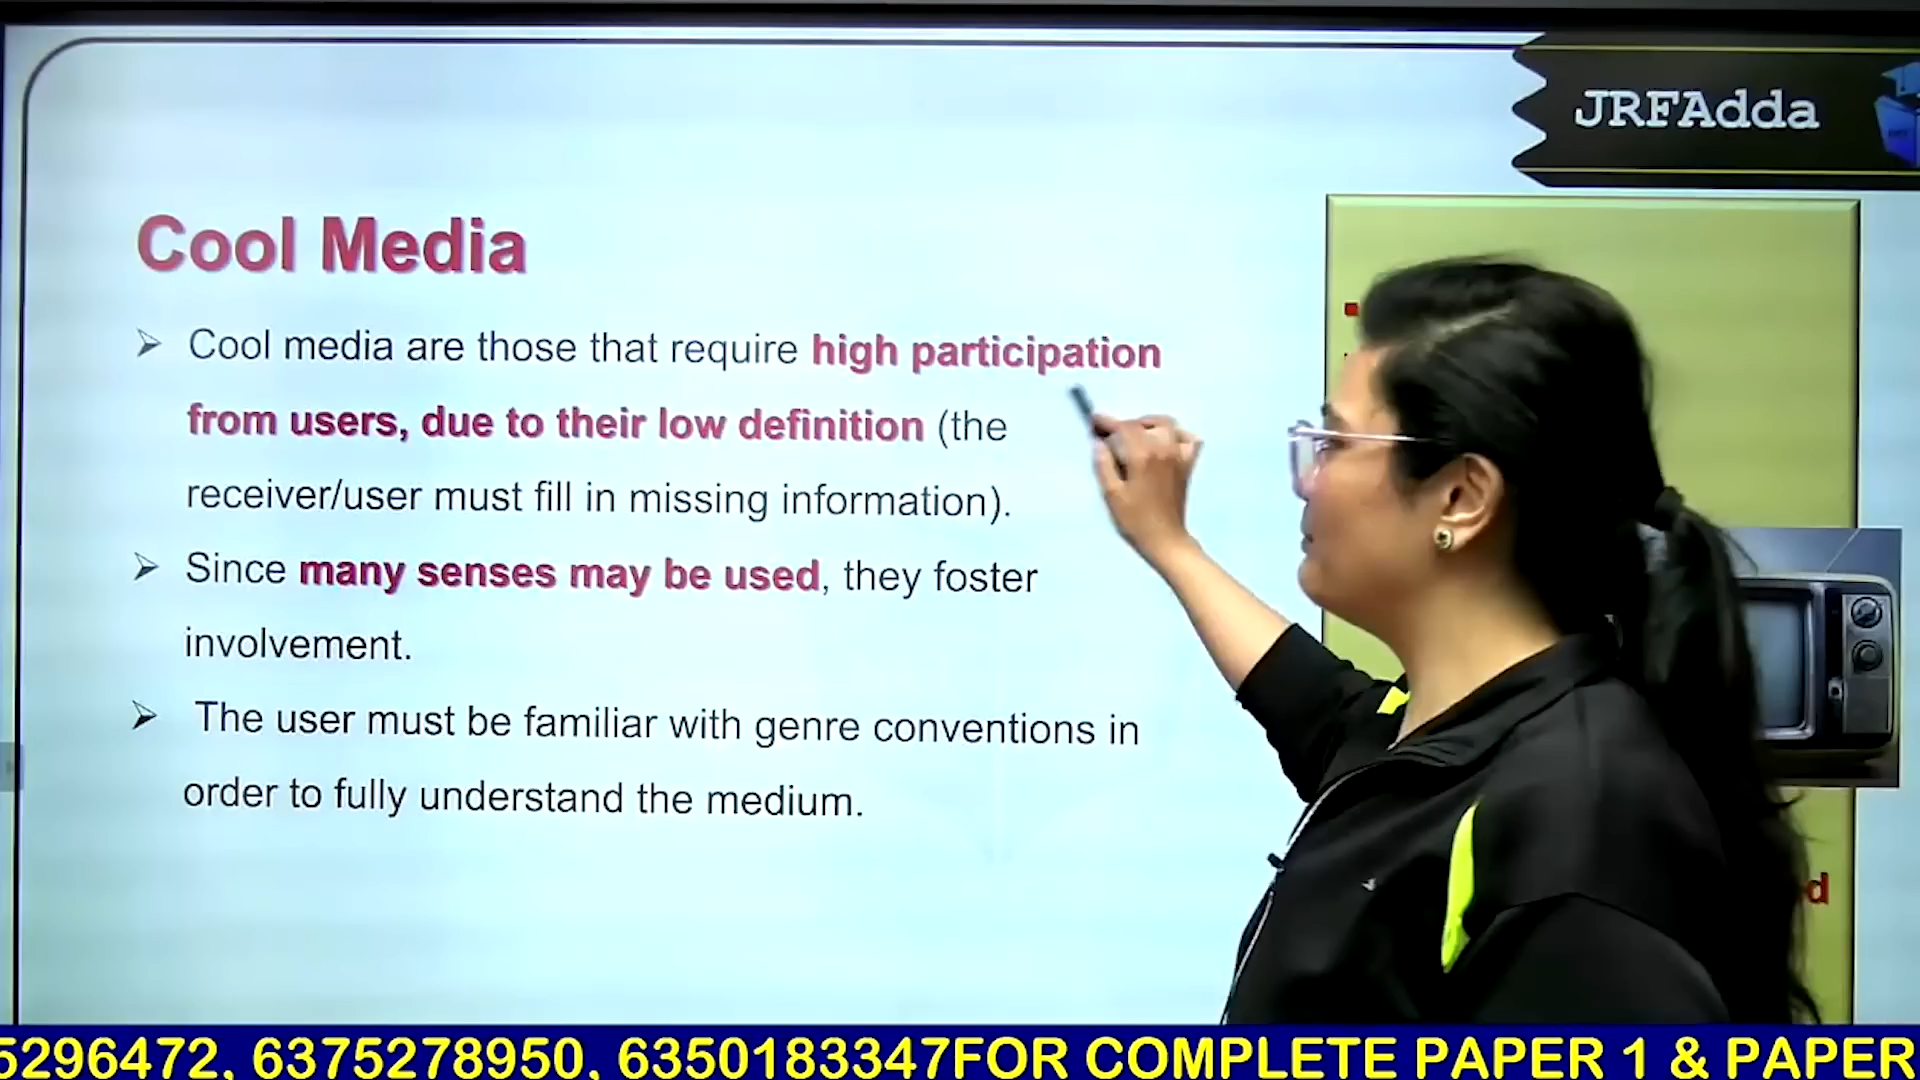 JRFAdda
Cool Media
Cool media are those that require high participation
from users, due to their low definition (the
receiver/user must fill in missing information).
Since many senses may be used, they foster
involvement.
The user must be familiar with genre conventions in
order to fully understand the medium.
5296472, 6375278950, 6350183347FOR COMPLETE PAPER 1 & PAPER